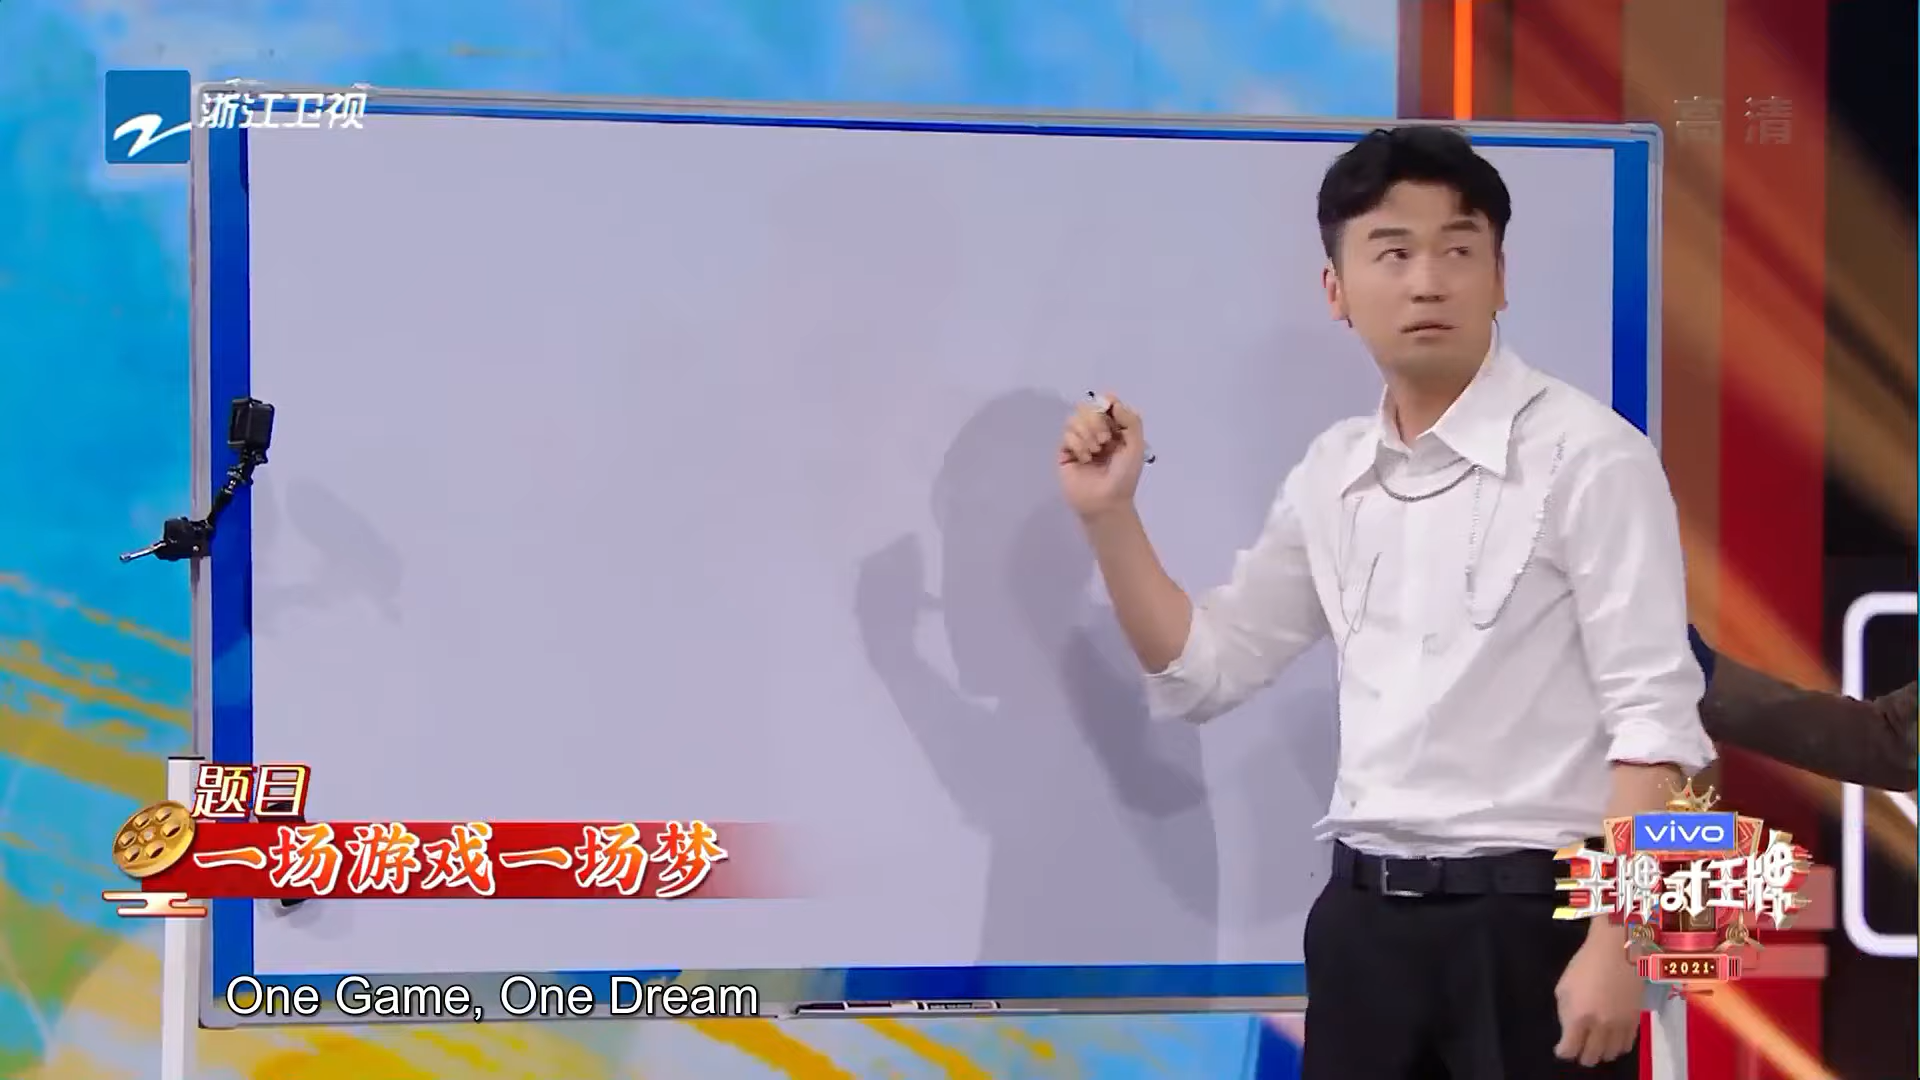 浙江卫视
高清
题目
一场游戏一场梦
One Game, One Dream
vivo
王牌对王牌
·2021·